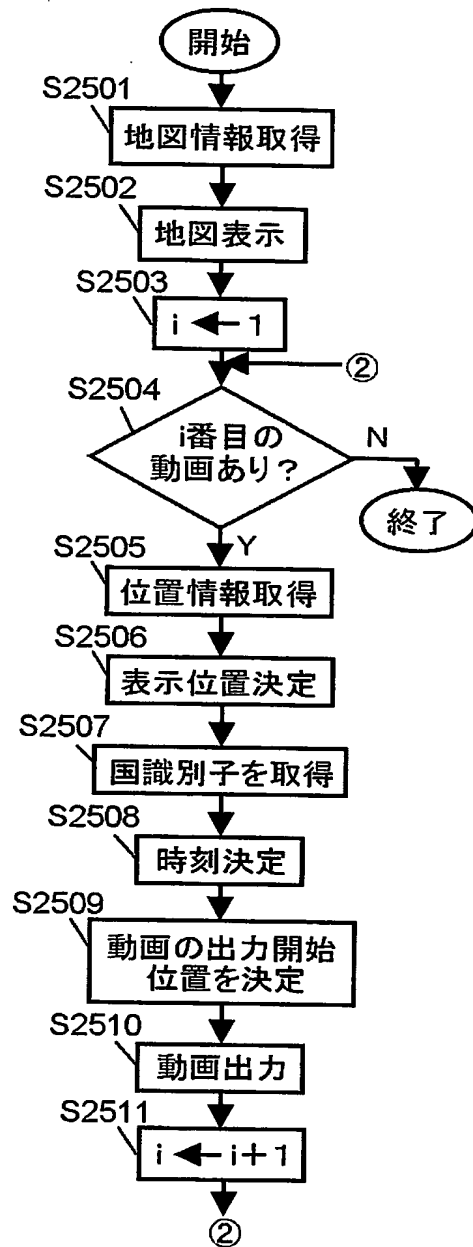 開始
S2501
地図情報取得
S2502
地図表示
S2503
i ← 1
②
S2504
i番目の
動画あり?
N
終了
Y
S2505
位置情報取得
S2506
表示位置決定
S2507
国識別子を取得
S2508
時刻決定
S2509
動画の出力開始
位置を決定
S2510
動画出力
S2511
i ← i+1
②